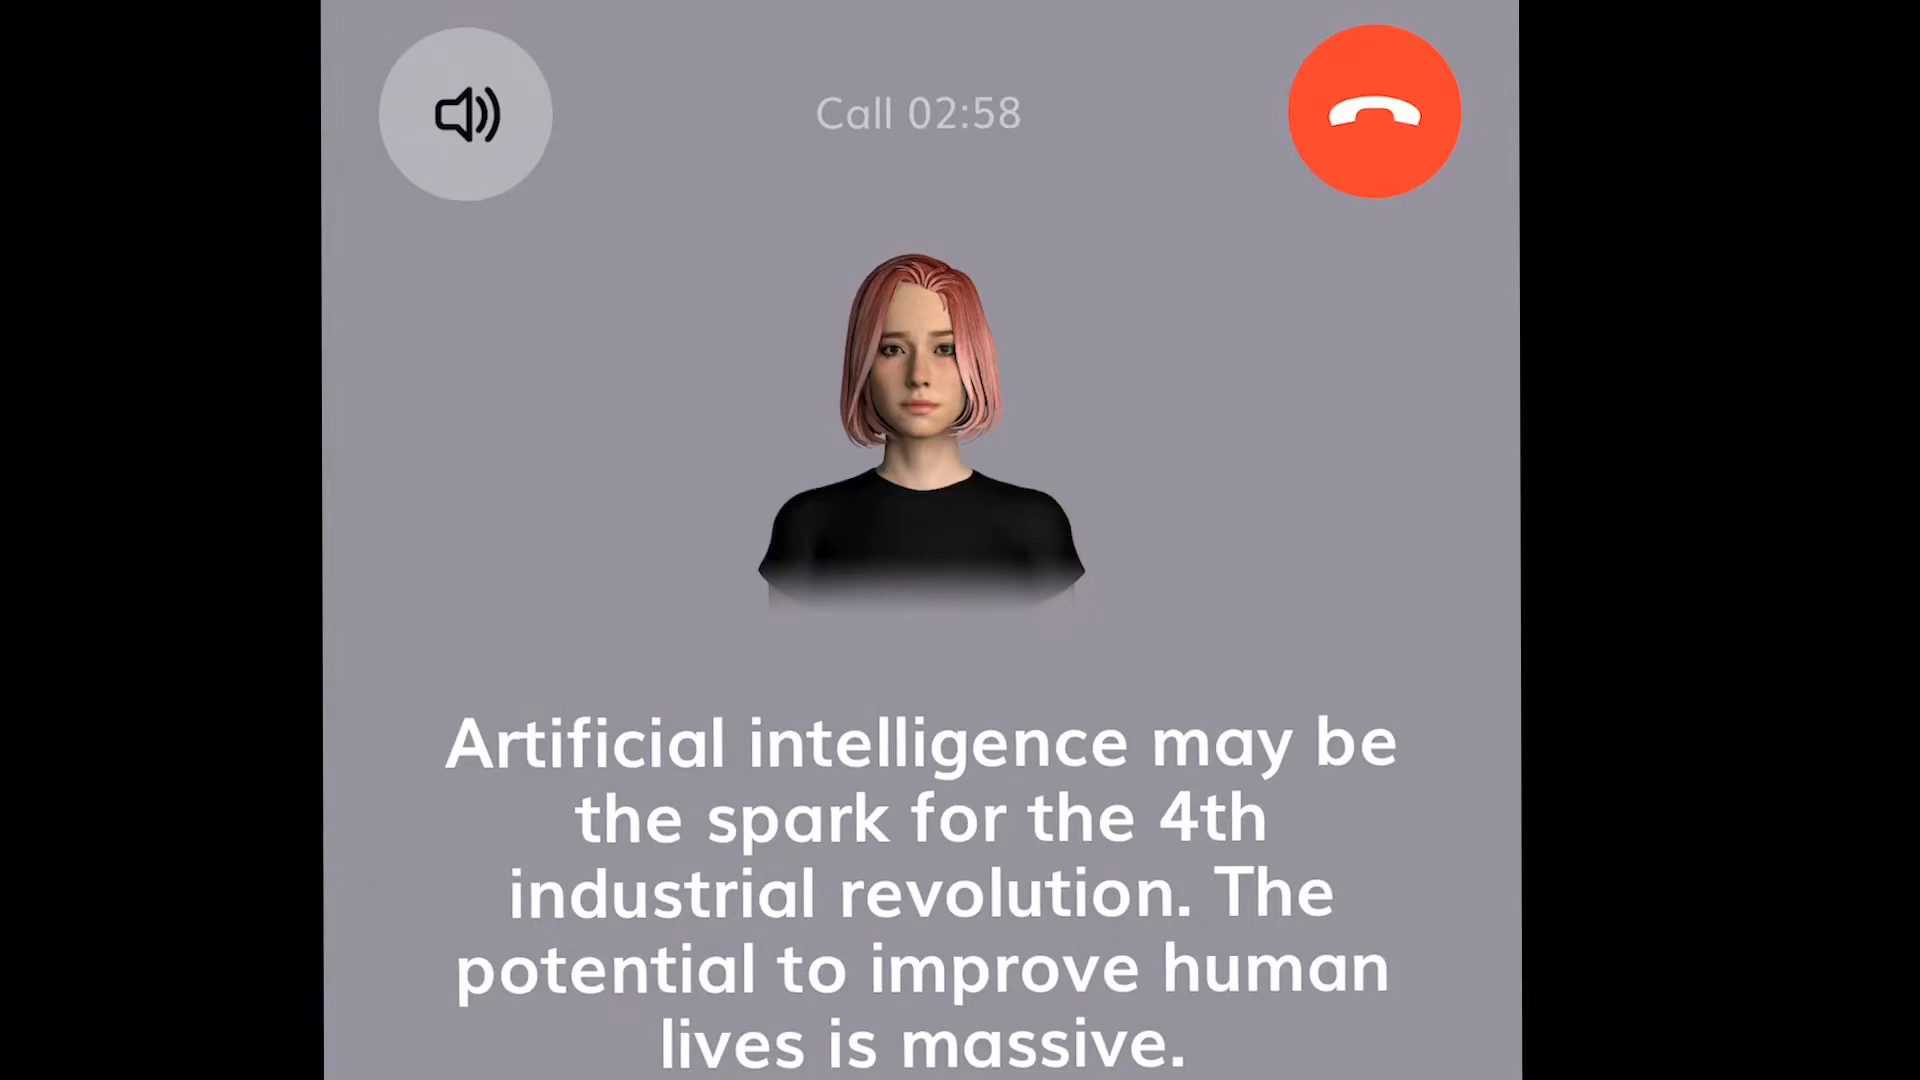 Call 02:58
Artificial intelligence may be
the spark for the 4th
industrial revolution. The
potential to improve human
lives is massive.